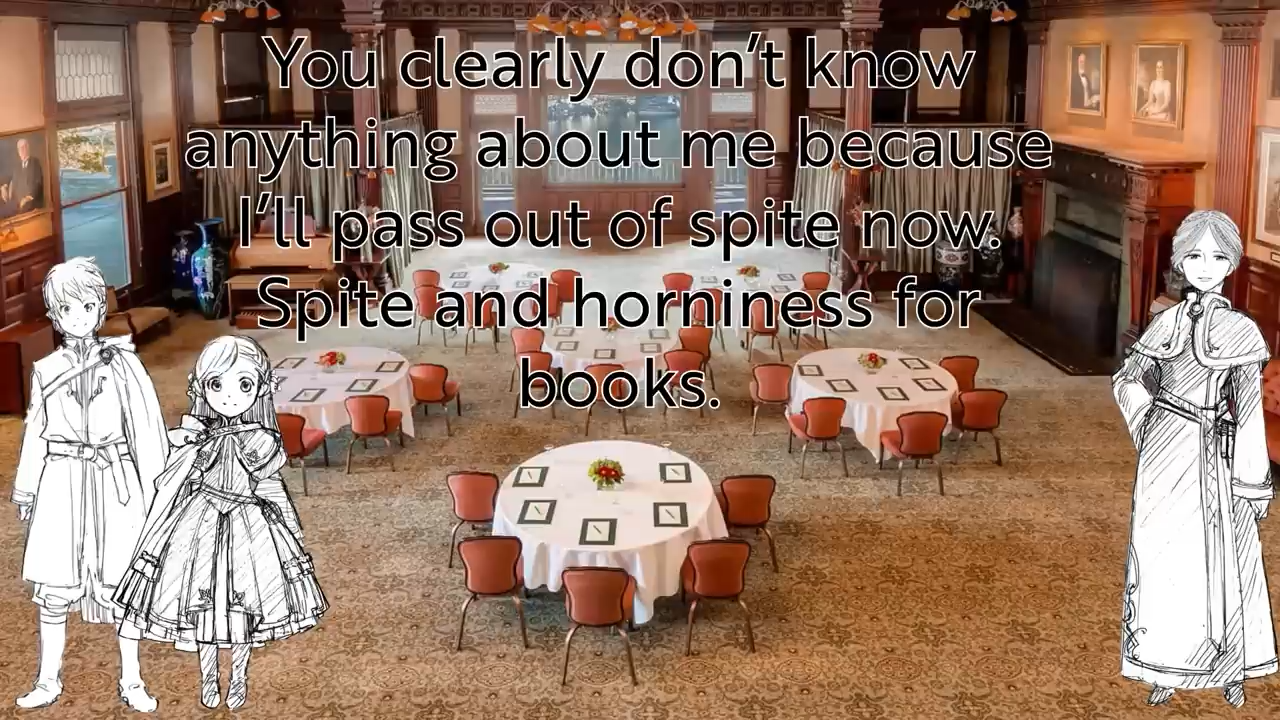 You clearly don’t know
anything about me because
I’ll pass out of spite now.
Spite and horniness for
books.